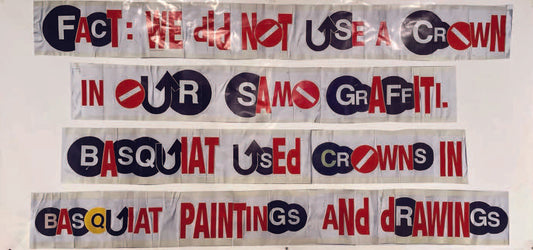 FACT: WE dId NOT USE A CROWN
IN OUR SAMO GRAFFITI.
BASQUIAT USEd CROWNS IN
BASQUIAT PAINTINGS ANd dRAWINGS